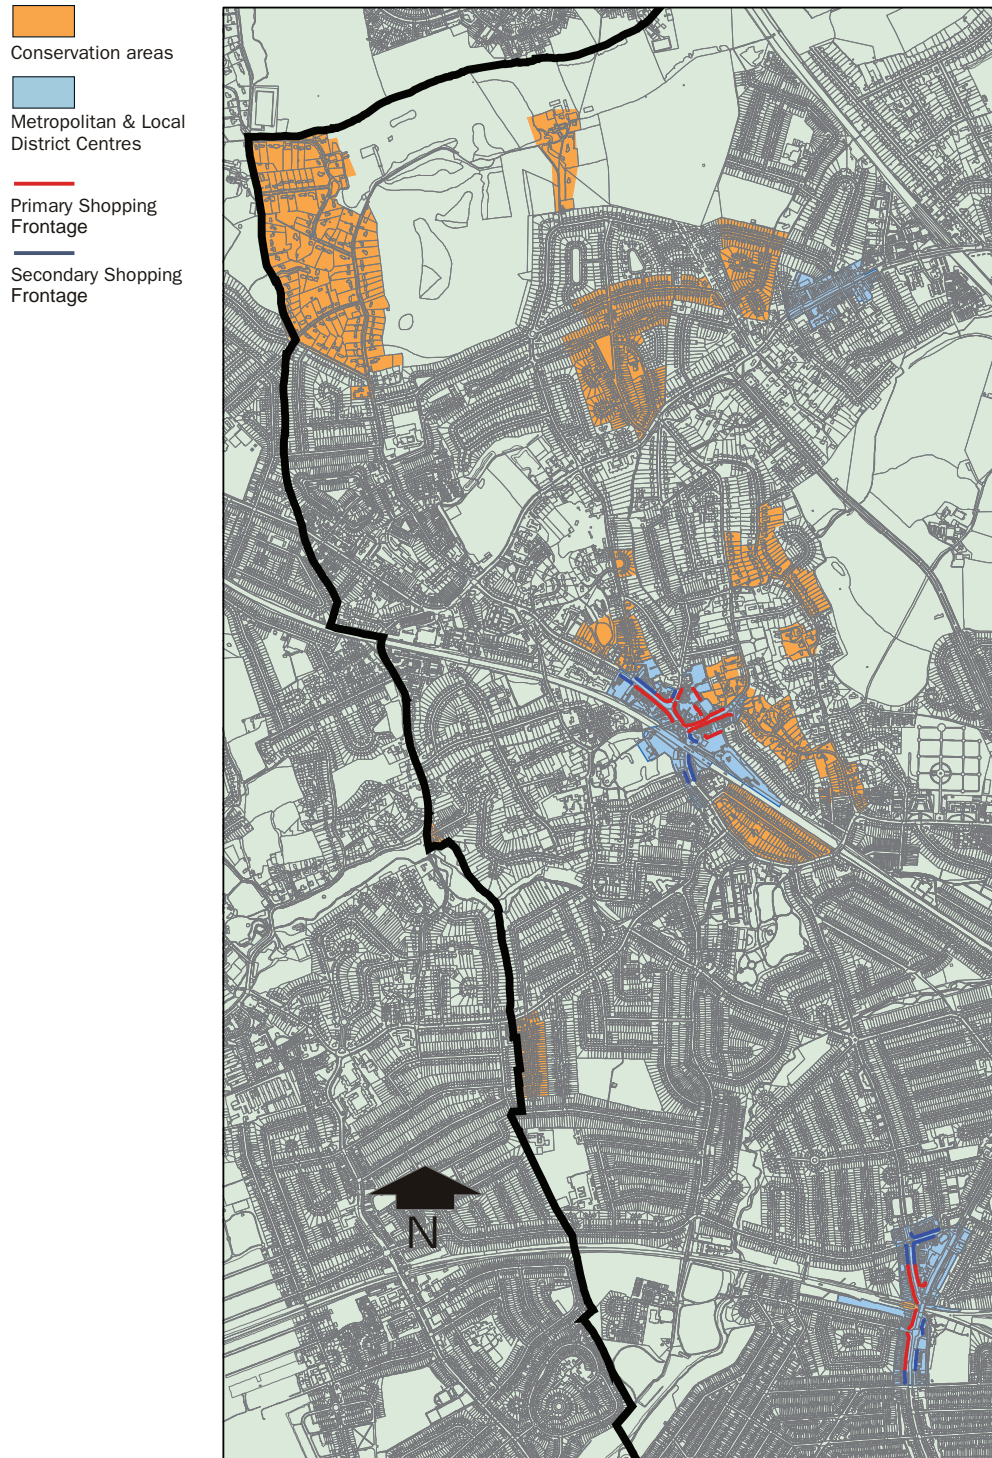 Conservation areas
Metropolitan & Local
District Centres
Primary Shopping
Frontage
Secondary Shopping
Frontage
N